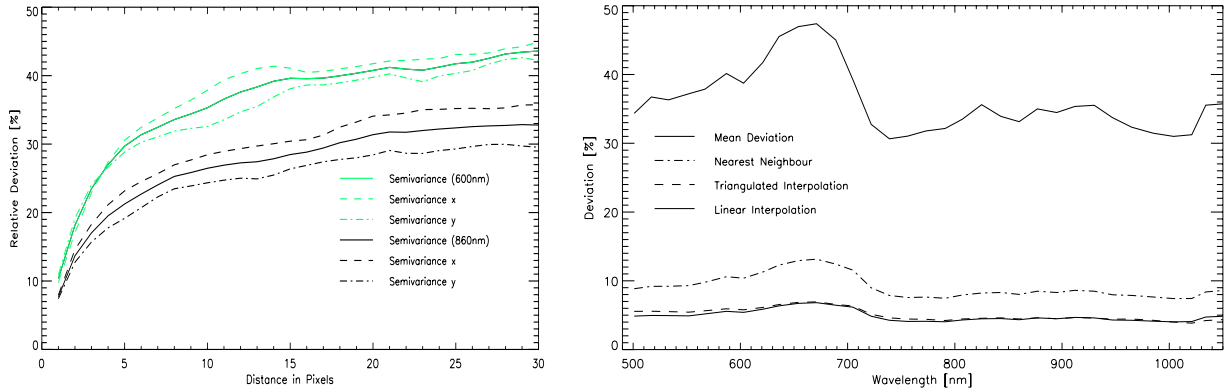 50
40
30
20
10
0
Relative Deviation [%]
Semivariance (600nm)
Semivariance x
Semivariance y
Semivariance (860nm)
Semivariance x
Semivariance y
0 5 10 15 20 25 30
Distance in Pixels
50
40
30
20
10
0
Deviation [%]
Mean Deviation
Nearest Neighbour
Triangulated Interpolation
Linear Interpolation
500 600 700 800 900 1000
Wavelength [nm]